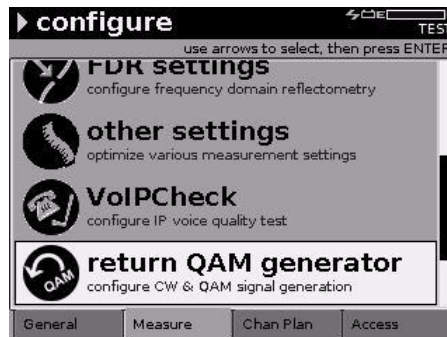 configure
TEST
use arrows to select, then press ENTER
FDR settings
configure frequency domain reflectometry
other settings
optimize various measurement settings
VoIPCheck
configure IP voice quality test
QAM
return QAM generator
configure CW & QAM signal generation
General Measure Chan Plan Access